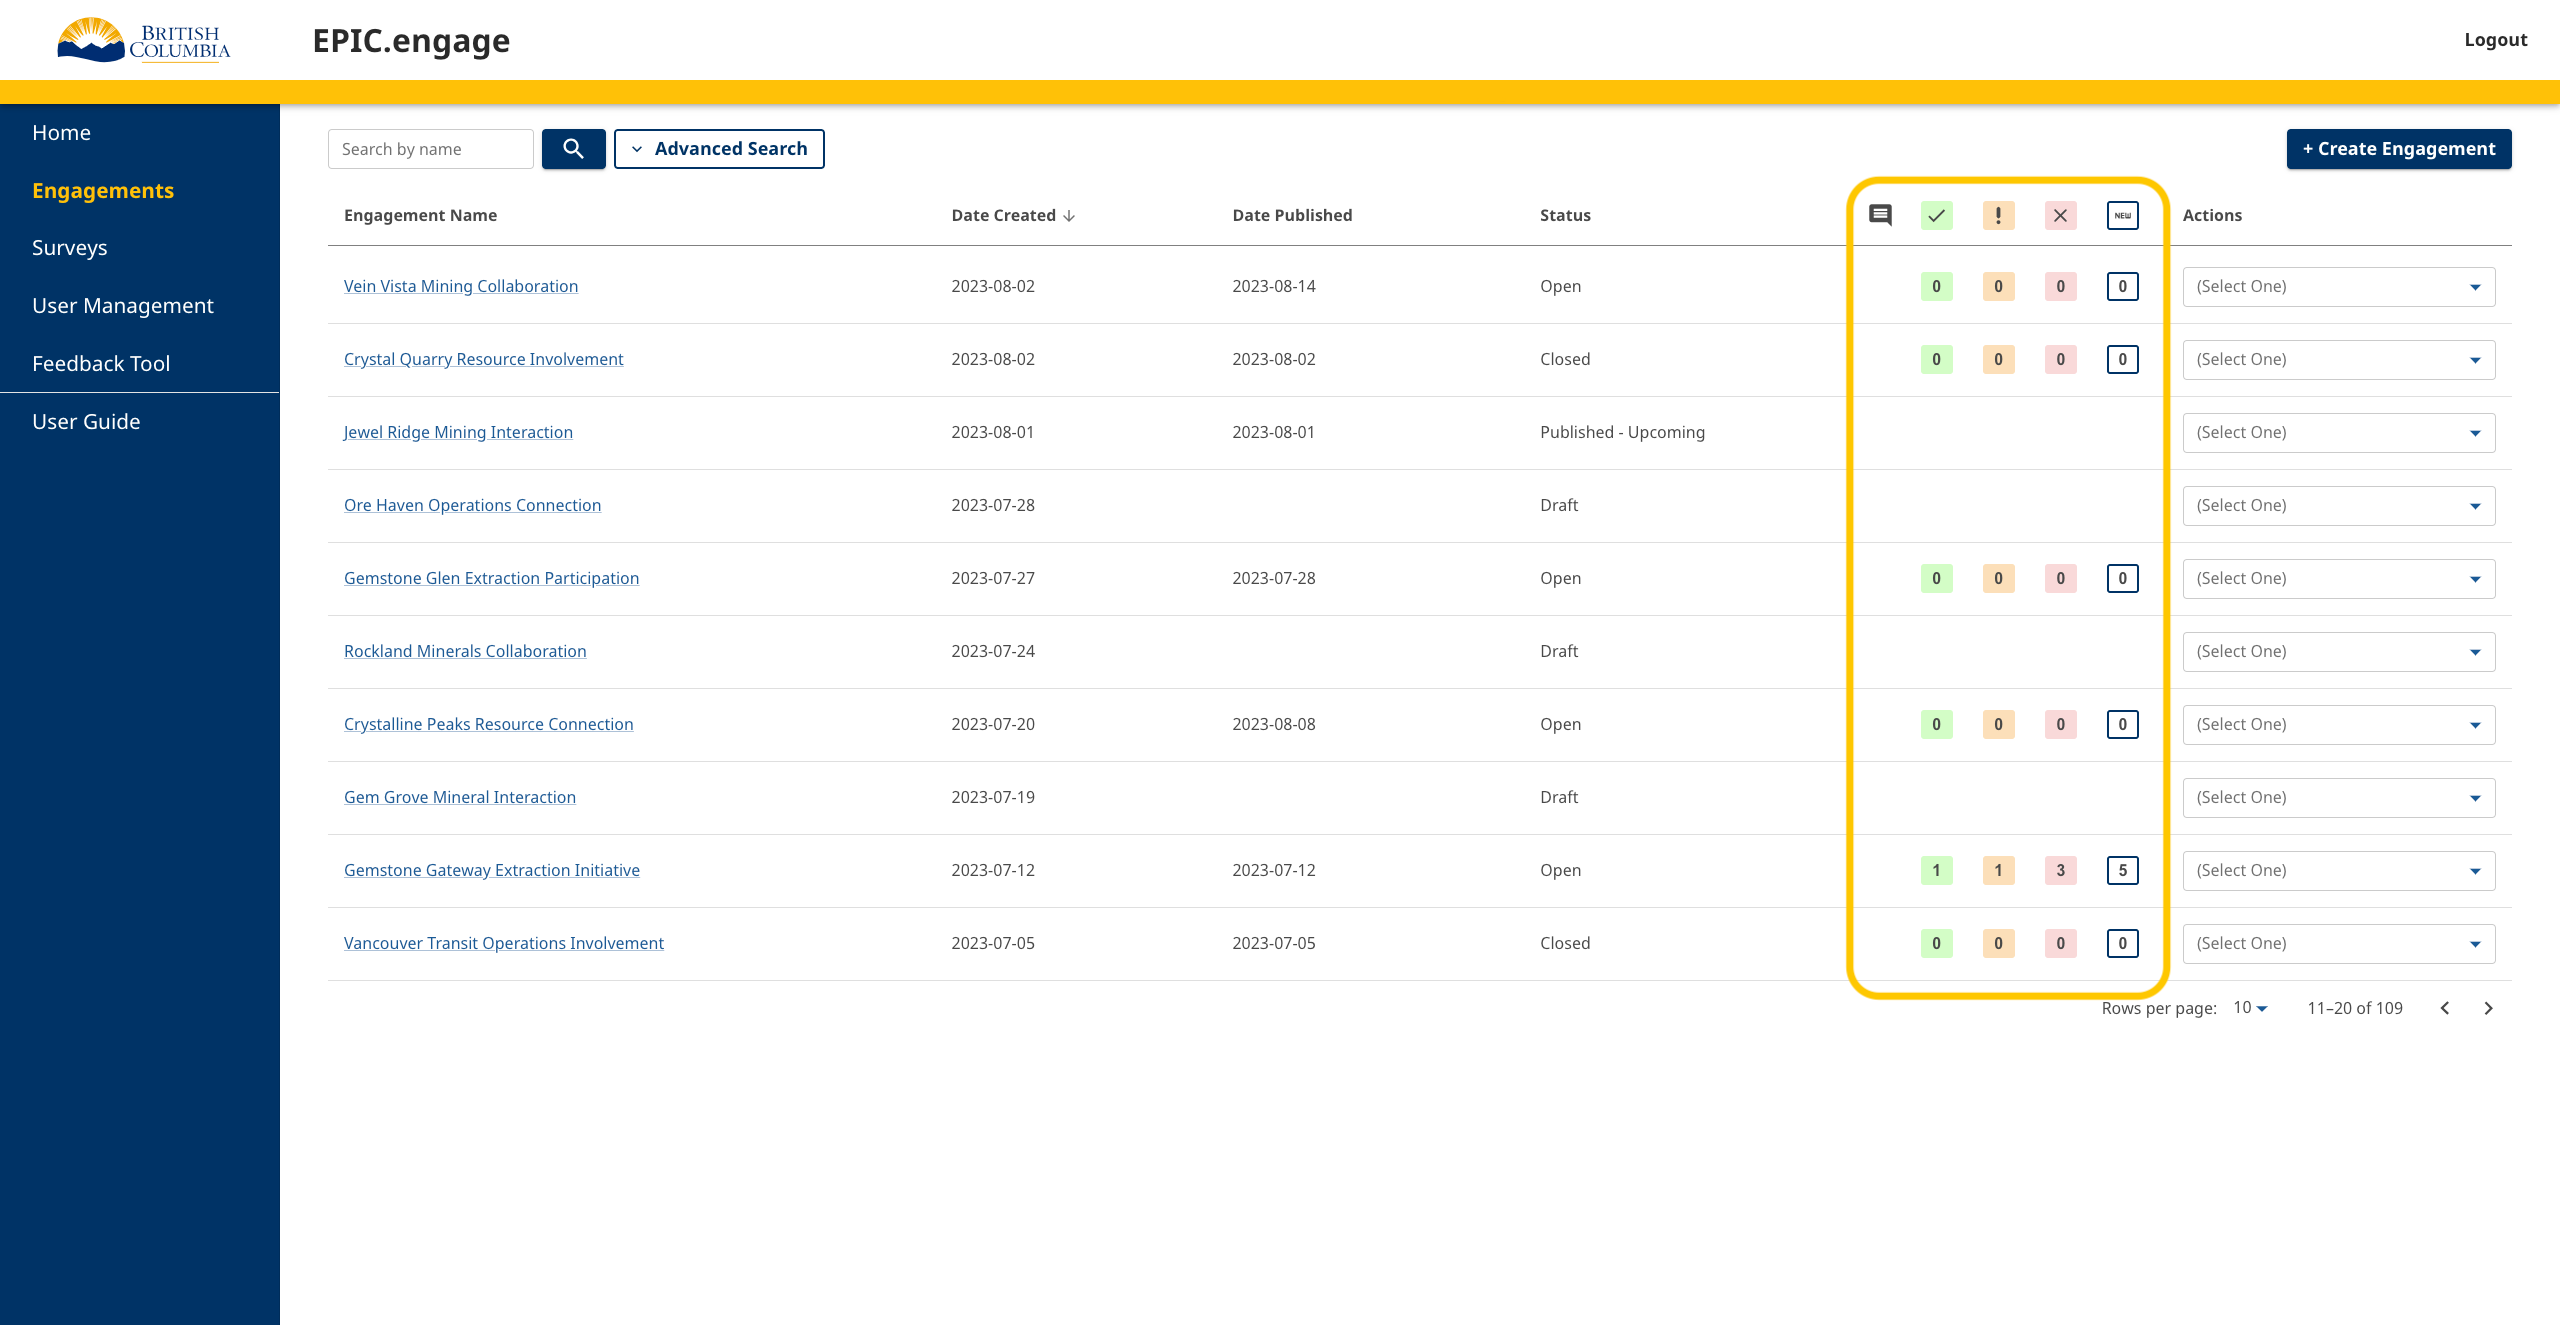 BRITISH
COLUMBIA
EPIC.engage
Logout
Home
Engagements
Surveys
User Management
Feedback Tool
User Guide
Search by name
Advanced Search
+ Create Engagement
Engagement Name Date Created Date Published Status NEW Actions
Vein Vista Mining Collaboration 2023-08-02 2023-08-14 Open 0 0 0 0 (Select One)
Crystal Quarry Resource Involvement 2023-08-02 2023-08-02 Closed 0 0 0 0 (Select One)
Jewel Ridge Mining Interaction 2023-08-01 2023-08-01 Published - Upcoming (Select One)
Ore Haven Operations Connection 2023-07-28 Draft (Select One)
Gemstone Glen Extraction Participation 2023-07-27 2023-07-28 Open 0 0 0 0 (Select One)
Rockland Minerals Collaboration 2023-07-24 Draft (Select One)
Crystalline Peaks Resource Connection 2023-07-20 2023-08-08 Open 0 0 0 0 (Select One)
Gem Grove Mineral Interaction 2023-07-19 Draft (Select One)
Gemstone Gateway Extraction Initiative 2023-07-12 2023-07-12 Open 1 1 3 5 (Select One)
Vancouver Transit Operations Involvement 2023-07-05 2023-07-05 Closed 0 0 0 0 (Select One)
Rows per page: 10 11–20 of 109